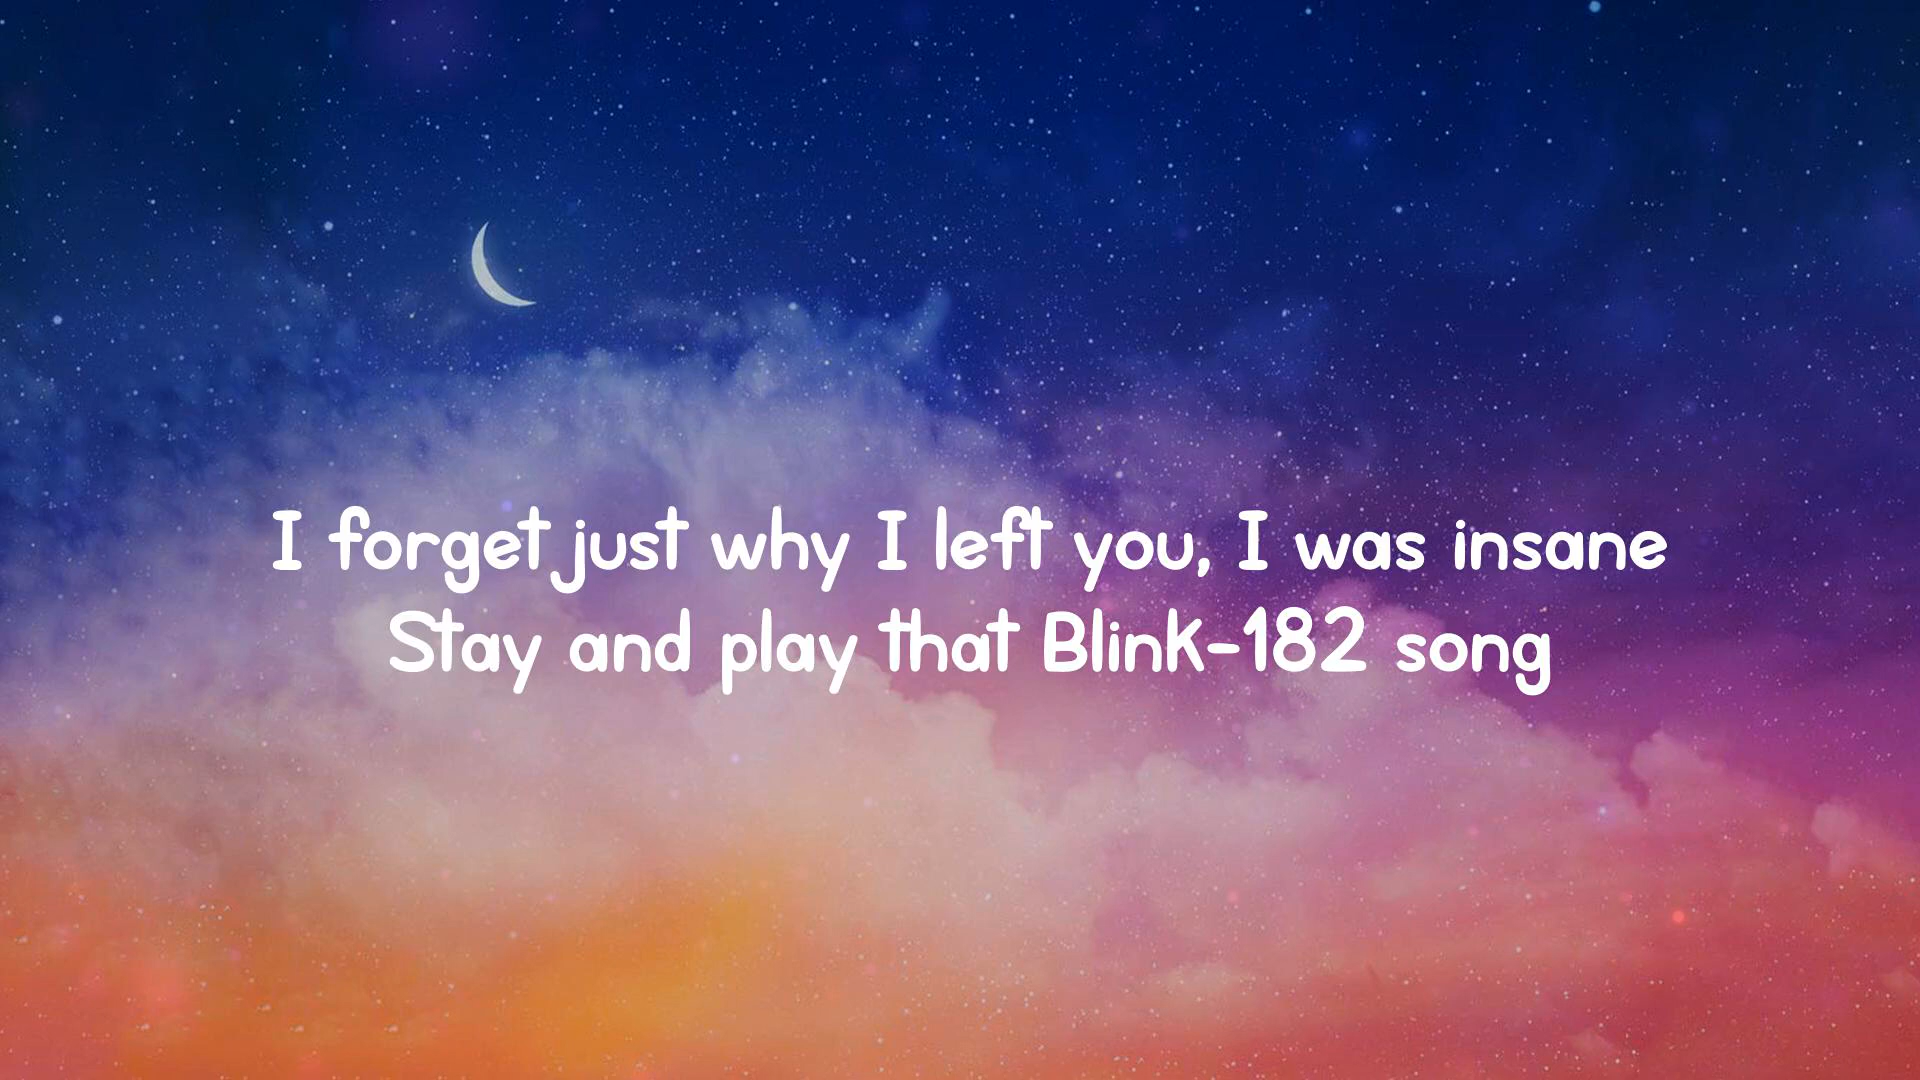 I forget just why I left you, I was insane
Stay and play that Blink-182 song